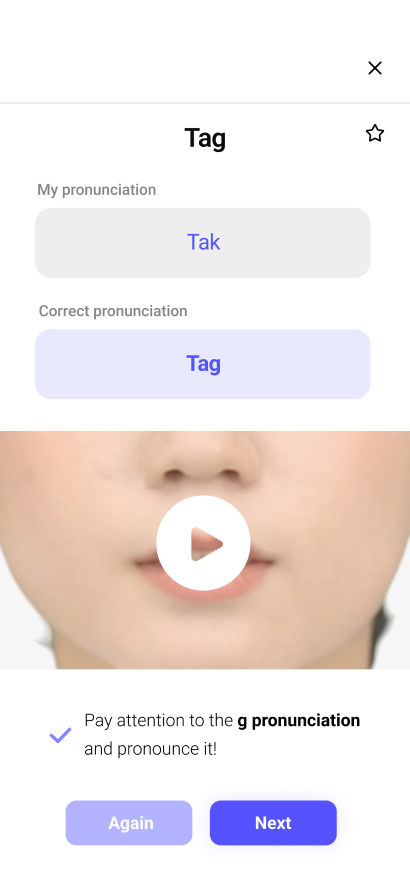 Tag
My pronunciation
Tak
Correct pronunciation
Tag
Pay attention to the g pronunciation
and pronounce it!
Again
Next